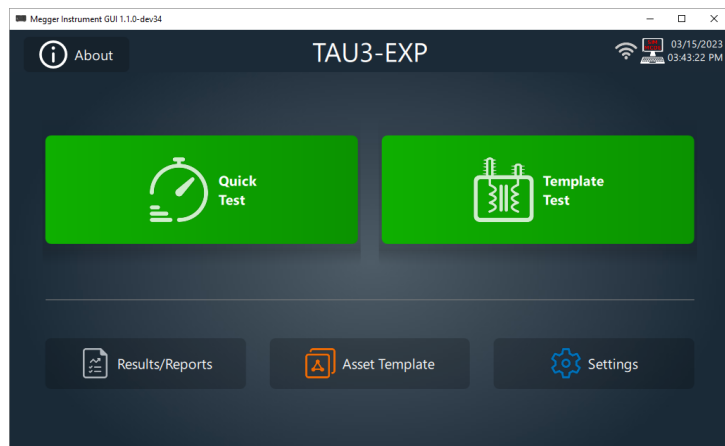 Megger Instrument GUI 1.1.0-dev34
About
TAU3-EXP
03/15/2023
03:43:22 PM
Quick
Test
Template
Test
Results/Reports
Asset Template
Settings